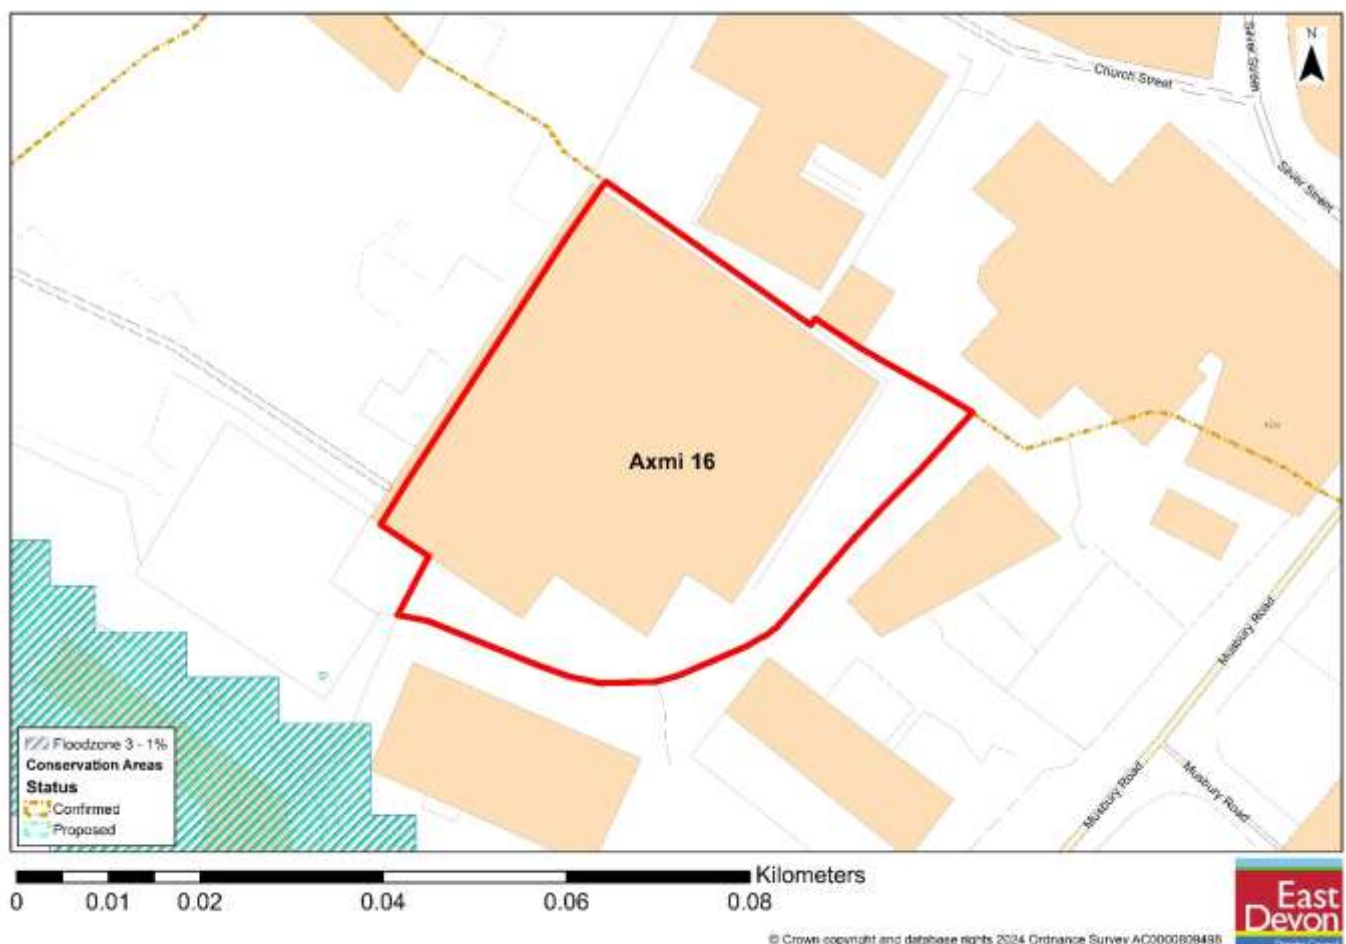 Silver Street
N
Church Street
Silver Street
Axmi 16
Musbury Road
Musbury Road
Musbury Road
Floodzone 3 - 1%
Conservation Areas
Status
Confirmed
Proposed
Kilometers
0 0.01 0.02 0.04 0.06 0.08
East
Devon
© Crown copyright and database rights 2024 Ordnance Survey AC0000809498